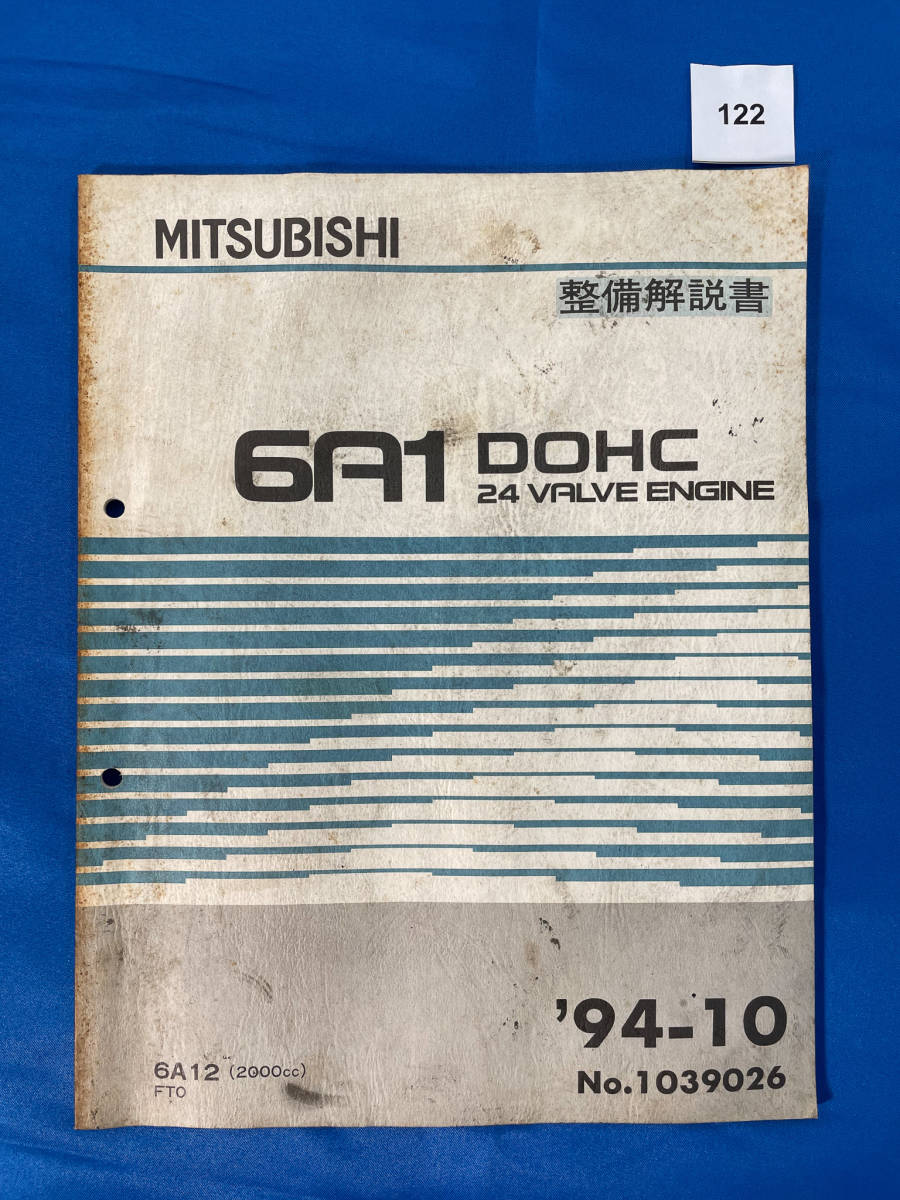 122
MITSUBISHI
整備解説書
6A1 DOHC
24 VALVE ENGINE
'94-10
6A12 (2000cc)
No.1039026
FTO